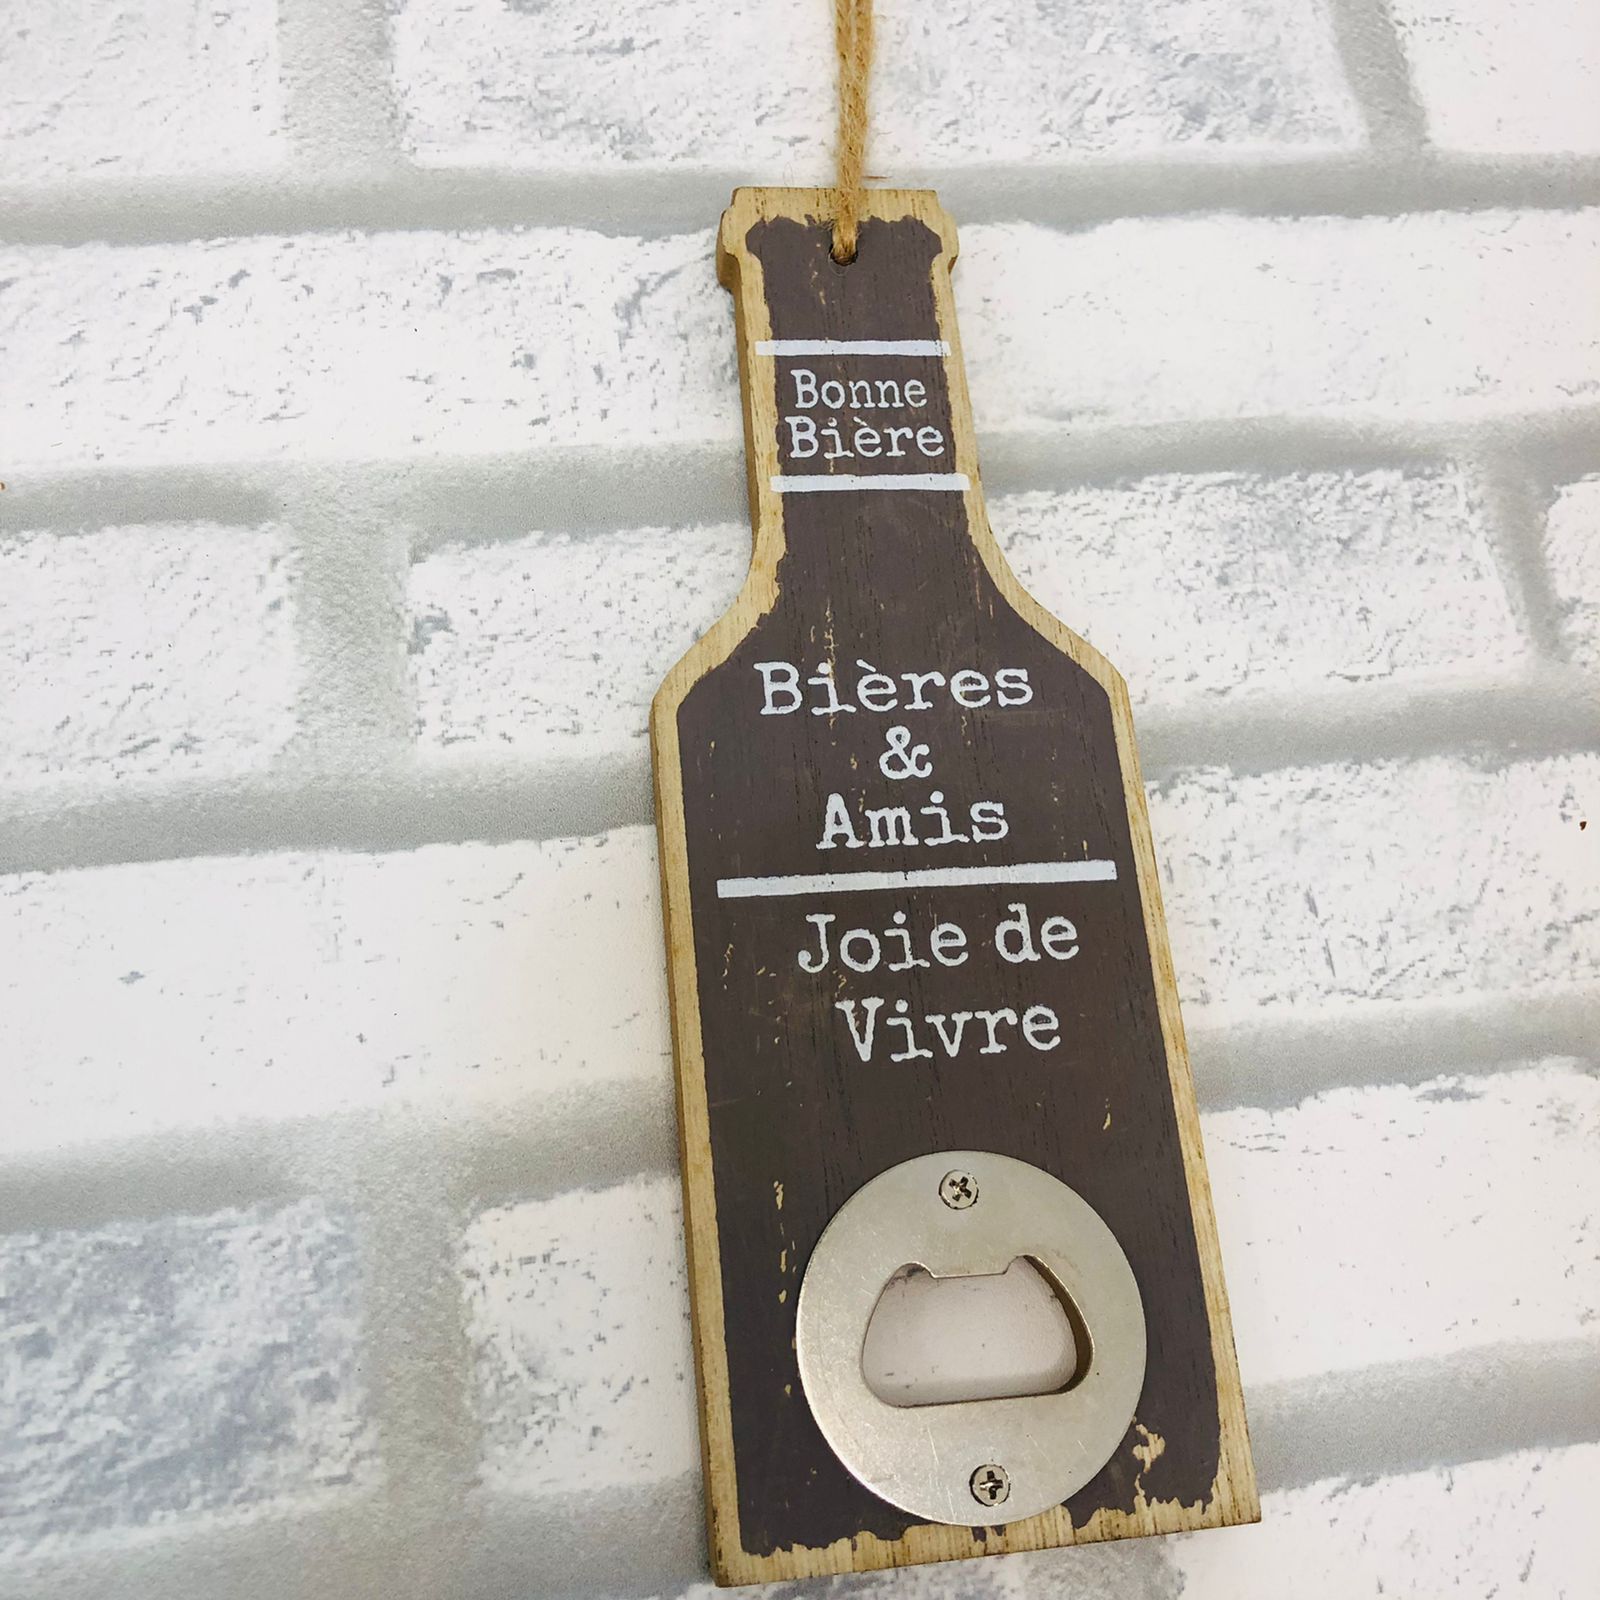 Bonne
Bière
Bières
&
Amis
Joie de
Vivre